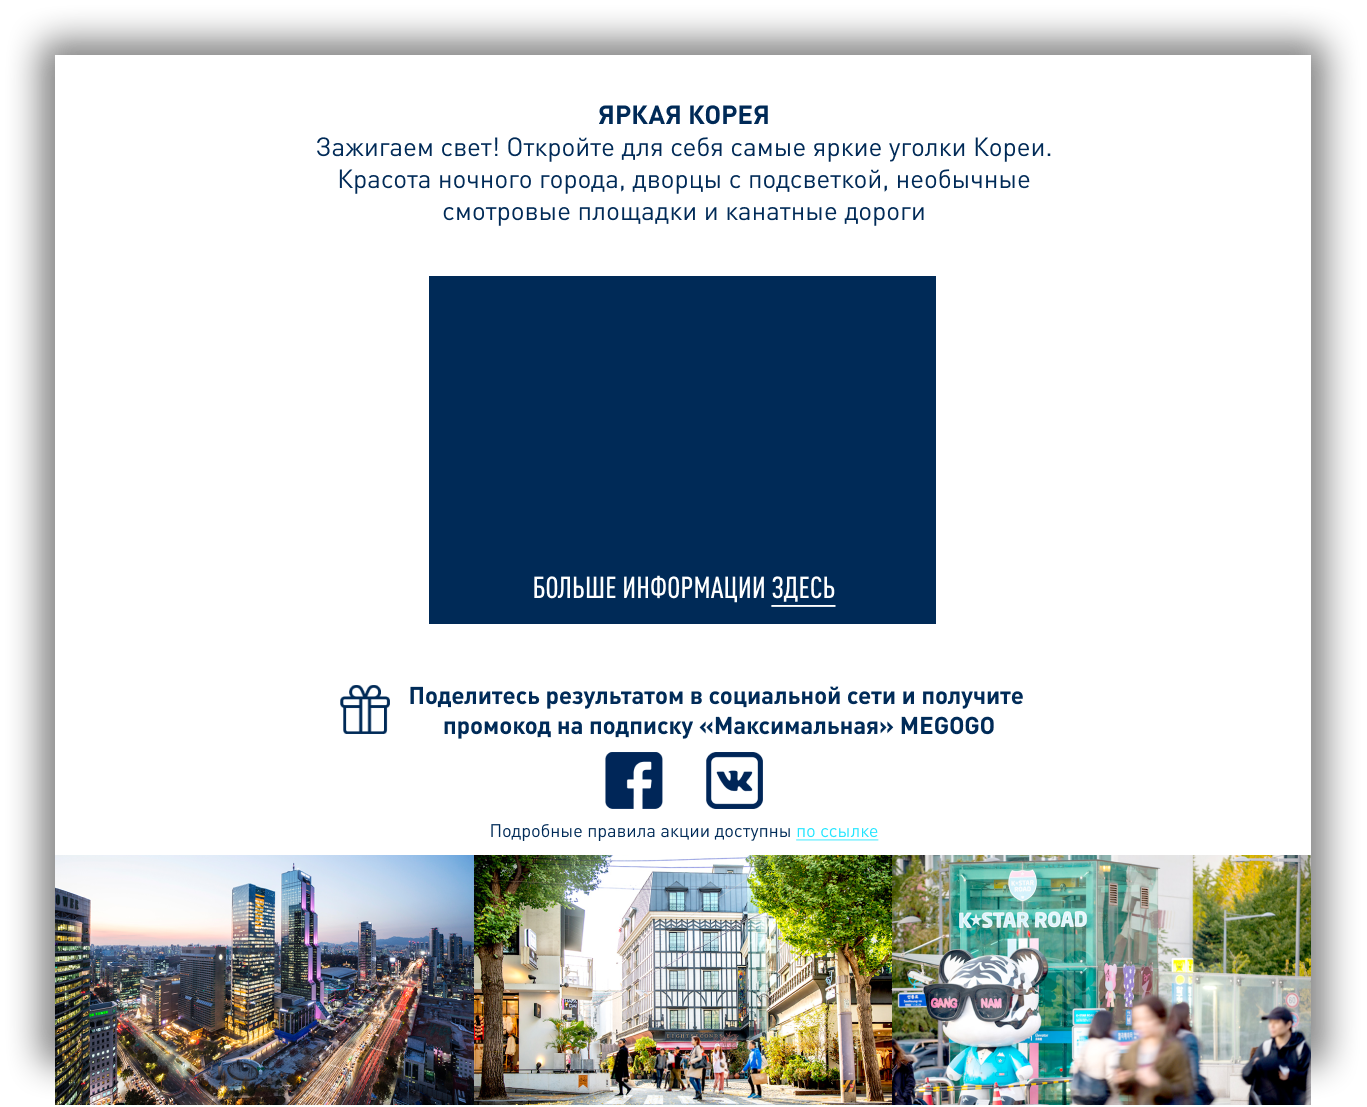 ЯРКАЯ КОРЕЯ
Зажигаем свет! Откройте для себя самые яркие уголки Кореи.
Красота ночного города, дворцы с подсветкой, необычные
смотровые площадки и канатные дороги
БОЛЬШЕ ИНФОРМАЦИИ ЗДЕСЬ
Поделитесь результатом в социальной сети и получите
промокод на подписку «Максимальная» MEGOGO
Подробные правила акции доступны по ссылке
K★STAR ROAD
GANG NAM